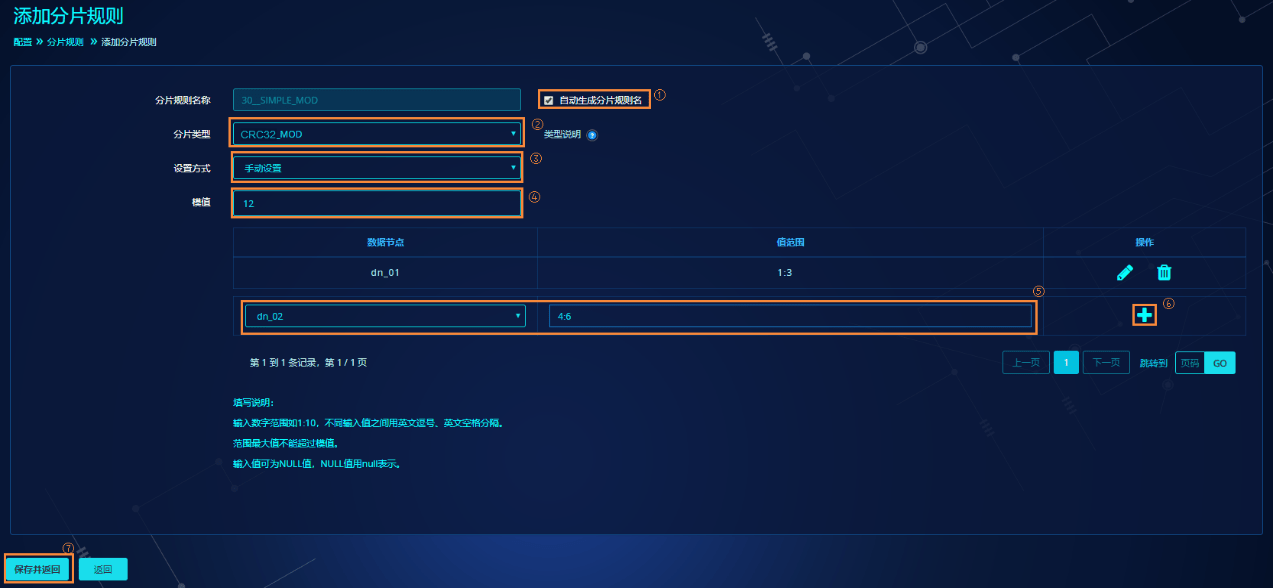 添加分片规则
配置 » 分片规则 » 添加分片规则
分片规则名称 30__SIMPLE_MOD 自动生成分片规则名 ①
分片类型 CRC32_MOD ② 类型说明 ?
设置方式 手动设置 ③
模值 12 ④
数据节点 值范围 操作
dn_01 1:3
dn_02 4:6 ⑤ ⑥
第 1 到 1 条记录，第 1 / 1 页 上一页 1 下一页 跳转到 页码 GO
填写说明：
输入数字范围如1:10，不同输入值之间用英文逗号、英文空格分隔。
范围最大值不能超过模值。
输入值可为NULL值，NULL值用null表示。
保存并返回 ⑦ 返回